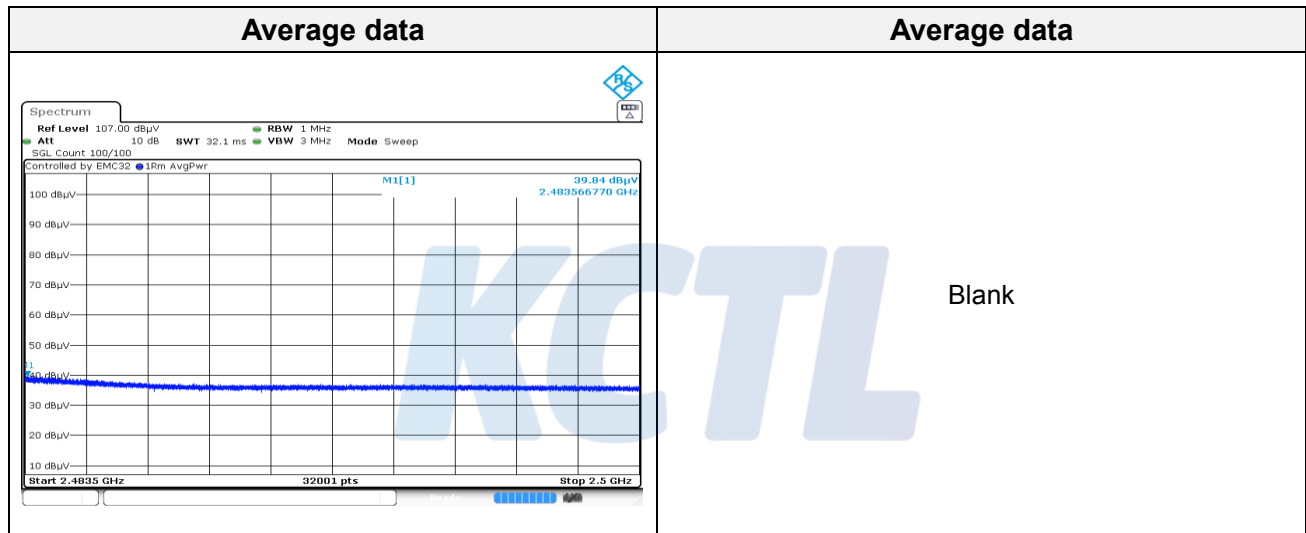 Average data
Average data
R&S
Spectrum
Ref Level 107.00 dBµV RBW 1 MHz
Att 10 dB SWT 32.1 ms VBW 3 MHz Mode Sweep
SGL Count 100/100
Controlled by EMC32 1Rm AvgPwr
M1[1] 39.84 dBµV
2.483566770 GHz
100 dBµV
90 dBµV
80 dBµV
70 dBµV
60 dBµV
50 dBµV
40 dBµV
30 dBµV
20 dBµV
10 dBµV
Start 2.4835 GHz 32001 pts Stop 2.5 GHz
Blank
KCTL